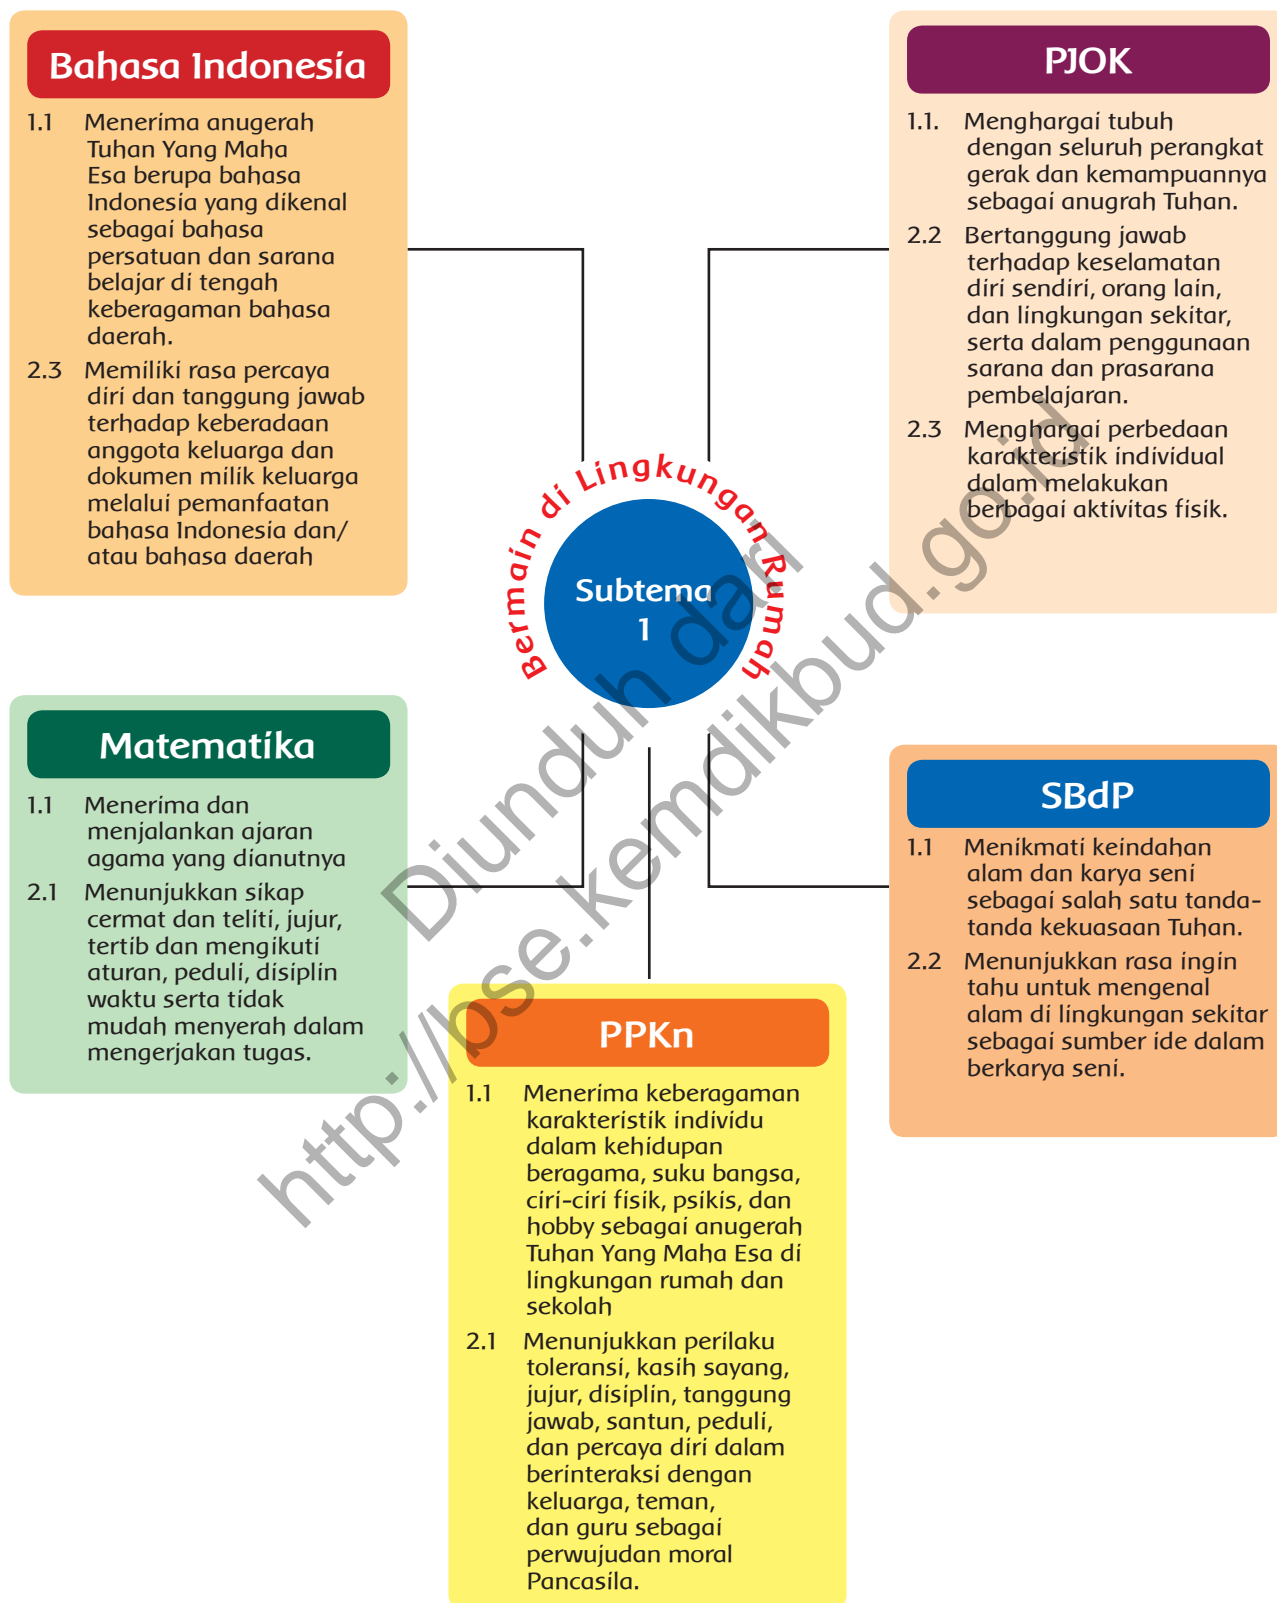 Bahasa Indonesia
1.1 Menerima anugerah
Tuhan Yang Maha
Esa berupa bahasa
Indonesia yang dikenal
sebagai bahasa
persatuan dan sarana
belajar di tengah
keberagaman bahasa
daerah.
2.3 Memiliki rasa percaya
diri dan tanggung jawab
terhadap keberadaan
anggota keluarga dan
dokumen milik keluarga
melalui pemanfaatan
bahasa Indonesia dan/
atau bahasa daerah
PJOK
1.1. Menghargai tubuh
dengan seluruh perangkat
gerak dan kemampuannya
sebagai anugrah Tuhan.
2.2 Bertanggung jawab
terhadap keselamatan
diri sendiri, orang lain,
dan lingkungan sekitar,
serta dalam penggunaan
sarana dan prasarana
pembelajaran.
2.3 Menghargai perbedaan
karakteristik individual
dalam melakukan
berbagai aktivitas fisik.
Bermain di Lingkungan Rumah
Subtema
1
Matematika
1.1 Menerima dan
menjalankan ajaran
agama yang dianutnya
2.1 Menunjukkan sikap
cermat dan teliti, jujur,
tertib dan mengikuti
aturan, peduli, disiplin
waktu serta tidak
mudah menyerah dalam
mengerjakan tugas.
SBdP
1.1 Menikmati keindahan
alam dan karya seni
sebagai salah satu tanda-
tanda kekuasaan Tuhan.
2.2 Menunjukkan rasa ingin
tahu untuk mengenal
alam di lingkungan sekitar
sebagai sumber ide dalam
berkarya seni.
PPKn
1.1 Menerima keberagaman
karakteristik individu
dalam kehidupan
beragama, suku bangsa,
ciri-ciri fisik, psikis, dan
hobby sebagai anugerah
Tuhan Yang Maha Esa di
lingkungan rumah dan
sekolah
2.1 Menunjukkan perilaku
toleransi, kasih sayang,
jujur, disiplin, tanggung
jawab, santun, peduli,
dan percaya diri dalam
berinteraksi dengan
keluarga, teman,
dan guru sebagai
perwujudan moral
Pancasila.
Diunduh dari
http://bse.kemdikbud.go.id